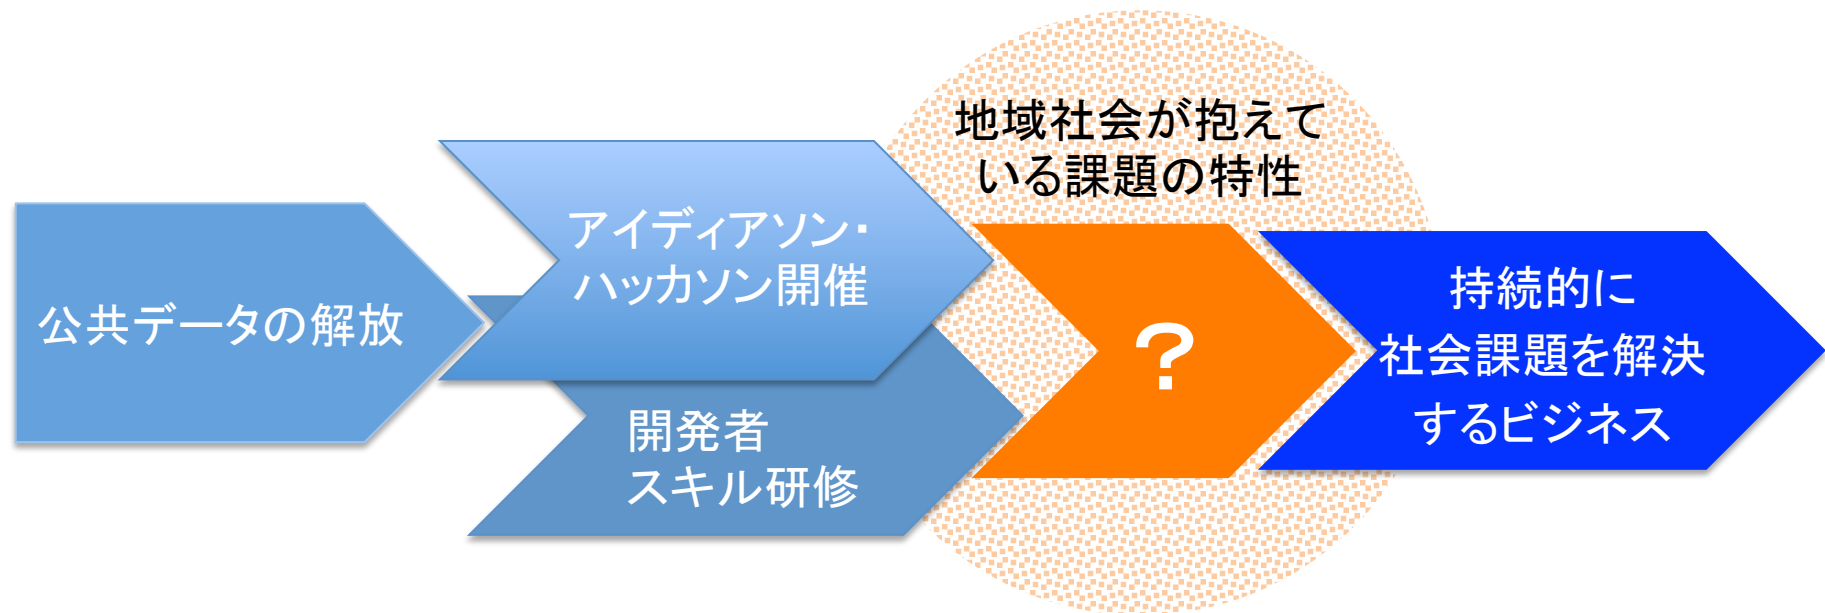 公共データの解放
アイディアソン・
ハッカソン開催
開発者
スキル研修
地域社会が抱えて
いる課題の特性
？
持続的に
社会課題を解決
するビジネス